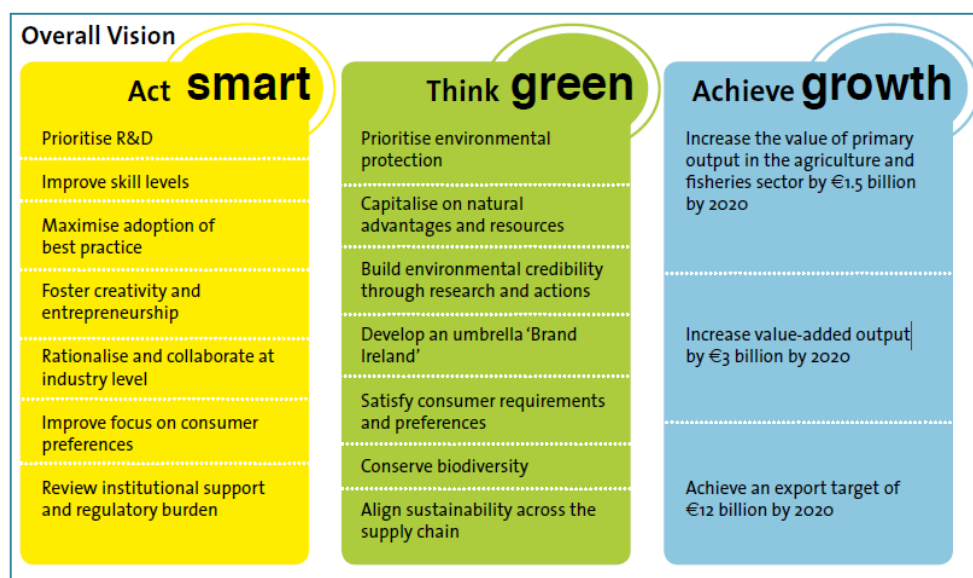 Overall Vision
Act smart
Prioritise R&D
Improve skill levels
Maximise adoption of
best practice
Foster creativity and
entrepreneurship
Rationalise and collaborate at
industry level
Improve focus on consumer
preferences
Review institutional support
and regulatory burden
Think green
Prioritise environmental
protection
Capitalise on natural
advantages and resources
Build environmental credibility
through research and actions
Develop an umbrella ‘Brand
Ireland’
Satisfy consumer requirements
and preferences
Conserve biodiversity
Align sustainability across the
supply chain
Achieve growth
Increase the value of primary
output in the agriculture and
fisheries sector by €1.5 billion
by 2020
Increase value-added output
by €3 billion by 2020
Achieve an export target of
€12 billion by 2020